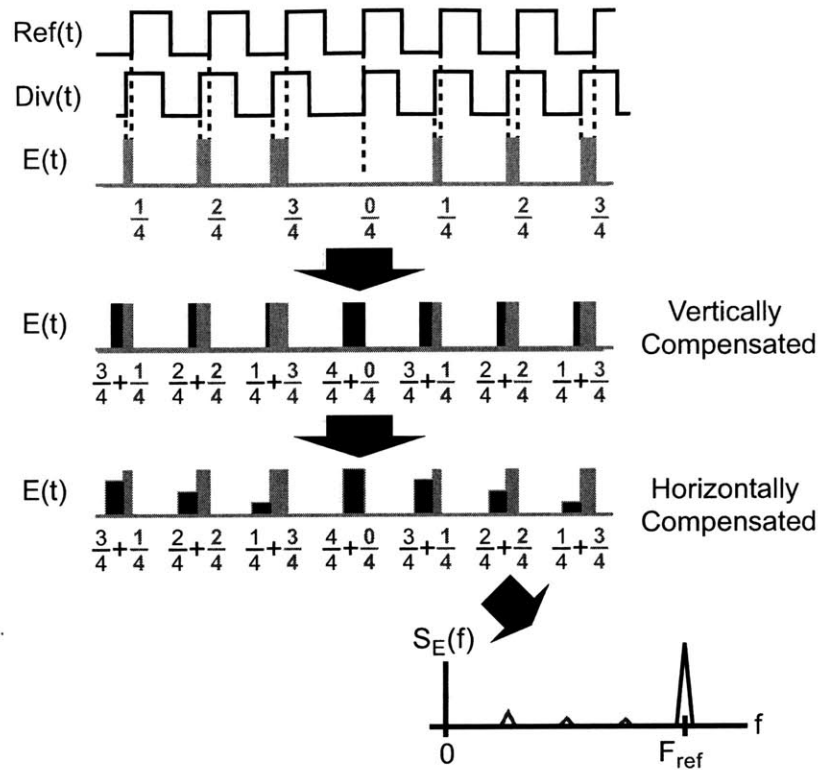 Ref(t)
Div(t)
E(t)
1/4 2/4 3/4 0/4 1/4 2/4 3/4
E(t)
Vertically
Compensated
3/4+1/4 2/4+2/4 1/4+3/4 4/4+0/4 3/4+1/4 2/4+2/4 1/4+3/4
E(t)
Horizontally
Compensated
3/4+1/4 2/4+2/4 1/4+3/4 4/4+0/4 3/4+1/4 2/4+2/4 1/4+3/4
S_E(f)
f
0 F_ref